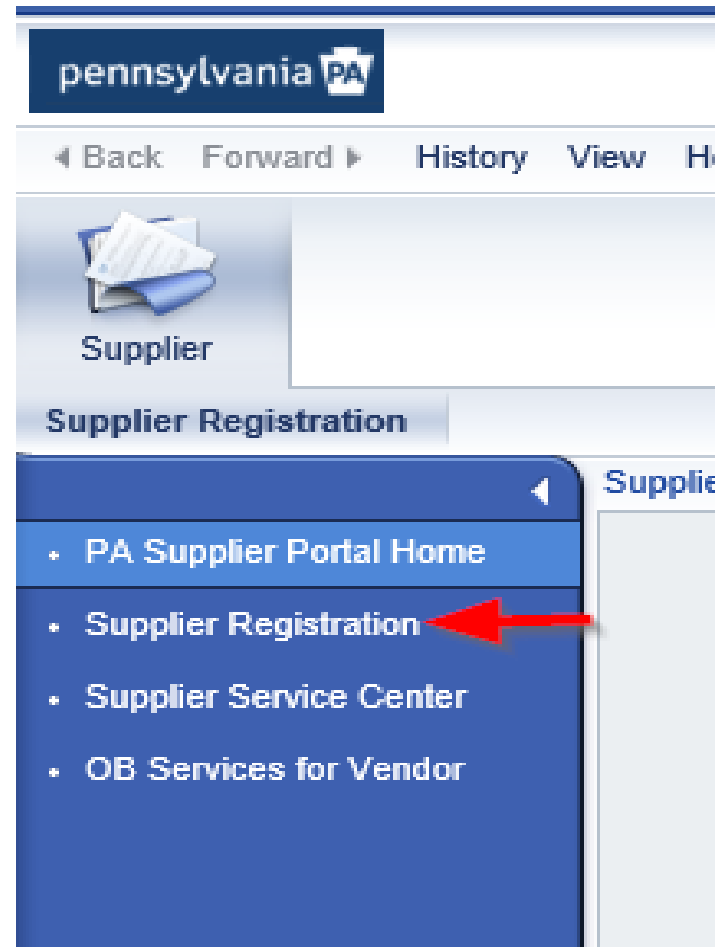 pennsylvania PA
Back Forward History View
Supplier
Supplier Registration
PA Supplier Portal Home
Supplier Registration
Supplier Service Center
OB Services for Vendor